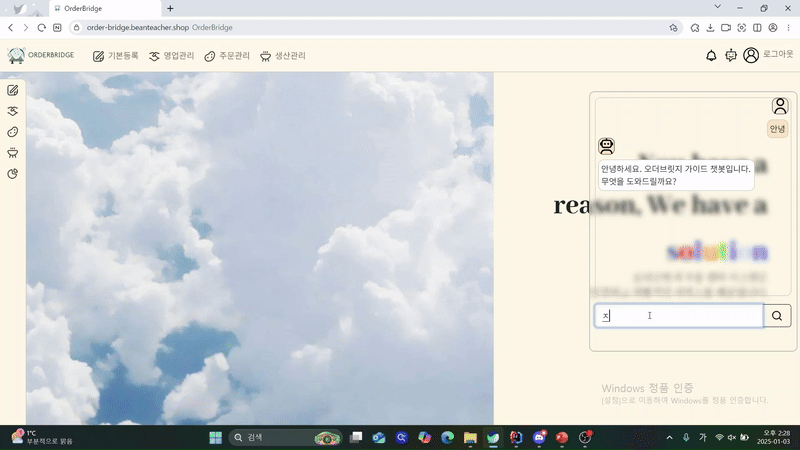 OrderBridge
order-bridge.beanteacher.shop OrderBridge
ORDERBRIDGE
기본등록
영업관리
주문관리
생산관리
로그아웃
안녕
안녕하세요. 오더브릿지 가이드 챗봇입니다.
무엇을 도와드릴까요?
reason, We have a
solution
ㅈ
Windows 정품 인증
[설정]으로 이동하여 Windows를 정품 인증합니다.
1°C
부분적으로 맑음
검색
가
오후 2:28
2025-01-03